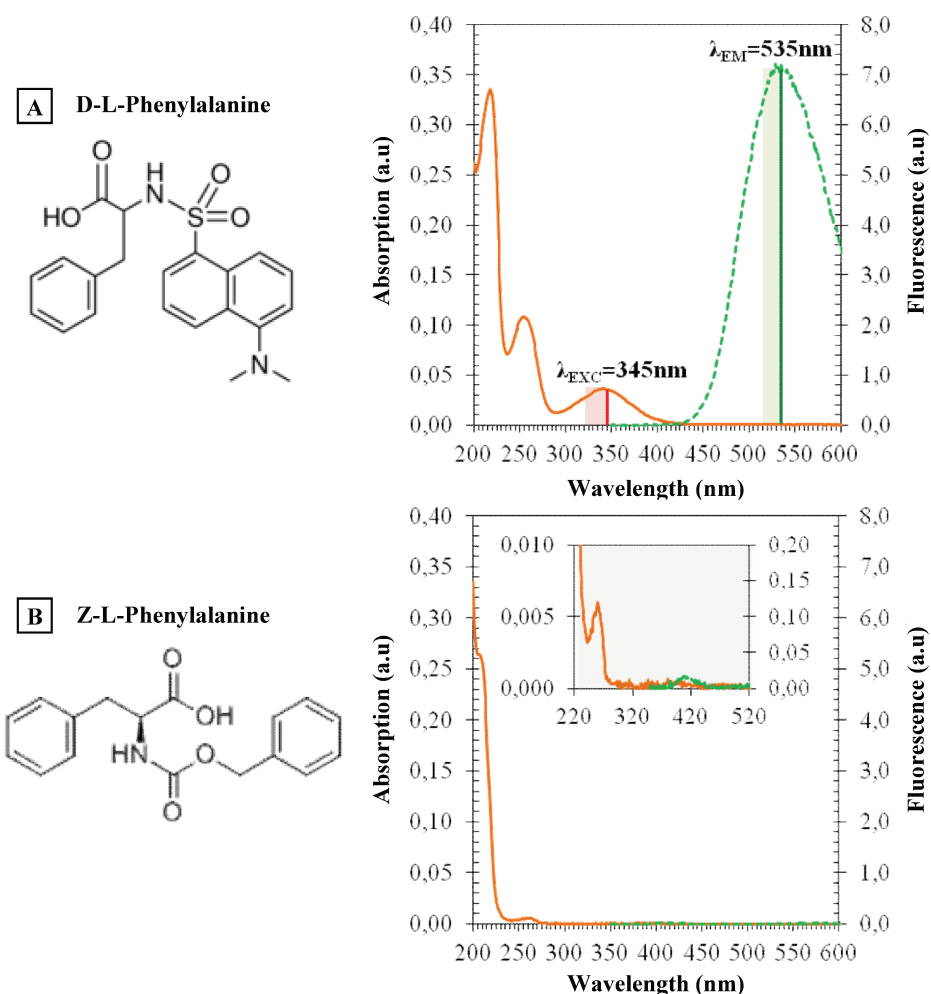 A D-L-Phenylalanine
O
H
N
O
HO
S
O
N
λEM=535nm
λEXC=345nm
Absorption (a.u)
0,40
0,35
0,30
0,25
0,20
0,15
0,10
0,05
0,00
8,0
7,0
6,0
5,0
4,0
3,0
2,0
1,0
0,0
Fluorescence (a.u)
200 250 300 350 400 450 500 550 600
Wavelength (nm)
B Z-L-Phenylalanine
O
OH
HN
O
O
Absorption (a.u)
0,40
0,35
0,30
0,25
0,20
0,15
0,10
0,05
0,00
0,010
0,005
0,000
0,20
0,15
0,10
0,05
0,00
220 320 420 520
8,0
7,0
6,0
5,0
4,0
3,0
2,0
1,0
0,0
Fluorescence (a.u)
200 250 300 350 400 450 500 550 600
Wavelength (nm)